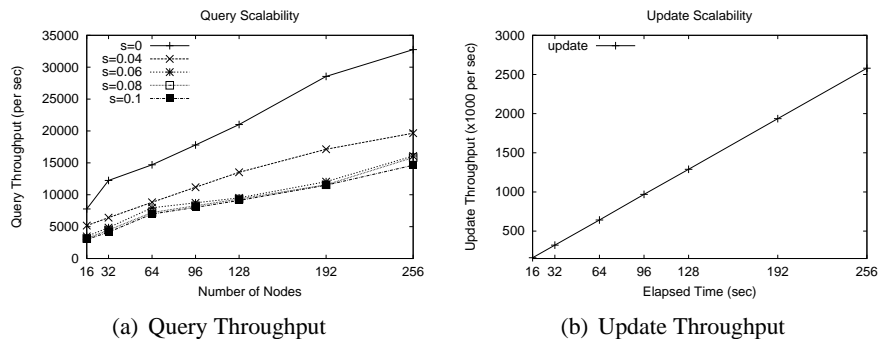 Query Scalability
35000
30000
25000
20000
15000
10000
5000
0
Query Throughput (per sec)
s=0
s=0.04
s=0.06
s=0.08
s=0.1
16 32 64 96 128 192 256
Number of Nodes
(a) Query Throughput
Update Scalability
3000
2500
2000
1500
1000
500
Update Throughput (x1000 per sec)
update
16 32 64 96 128 192 256
Elapsed Time (sec)
(b) Update Throughput